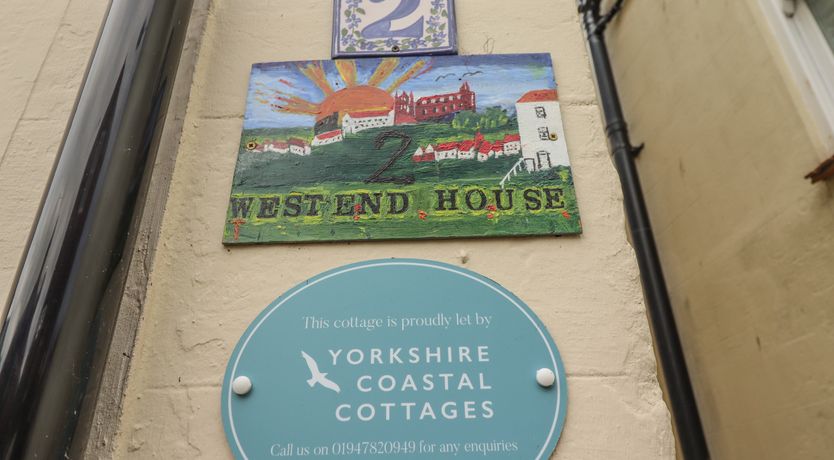 2
2
WEST END HOUSE
This cottage is proudly let by
YORKSHIRE
COASTAL
COTTAGES
Call us on 01947820949 for any enquiries